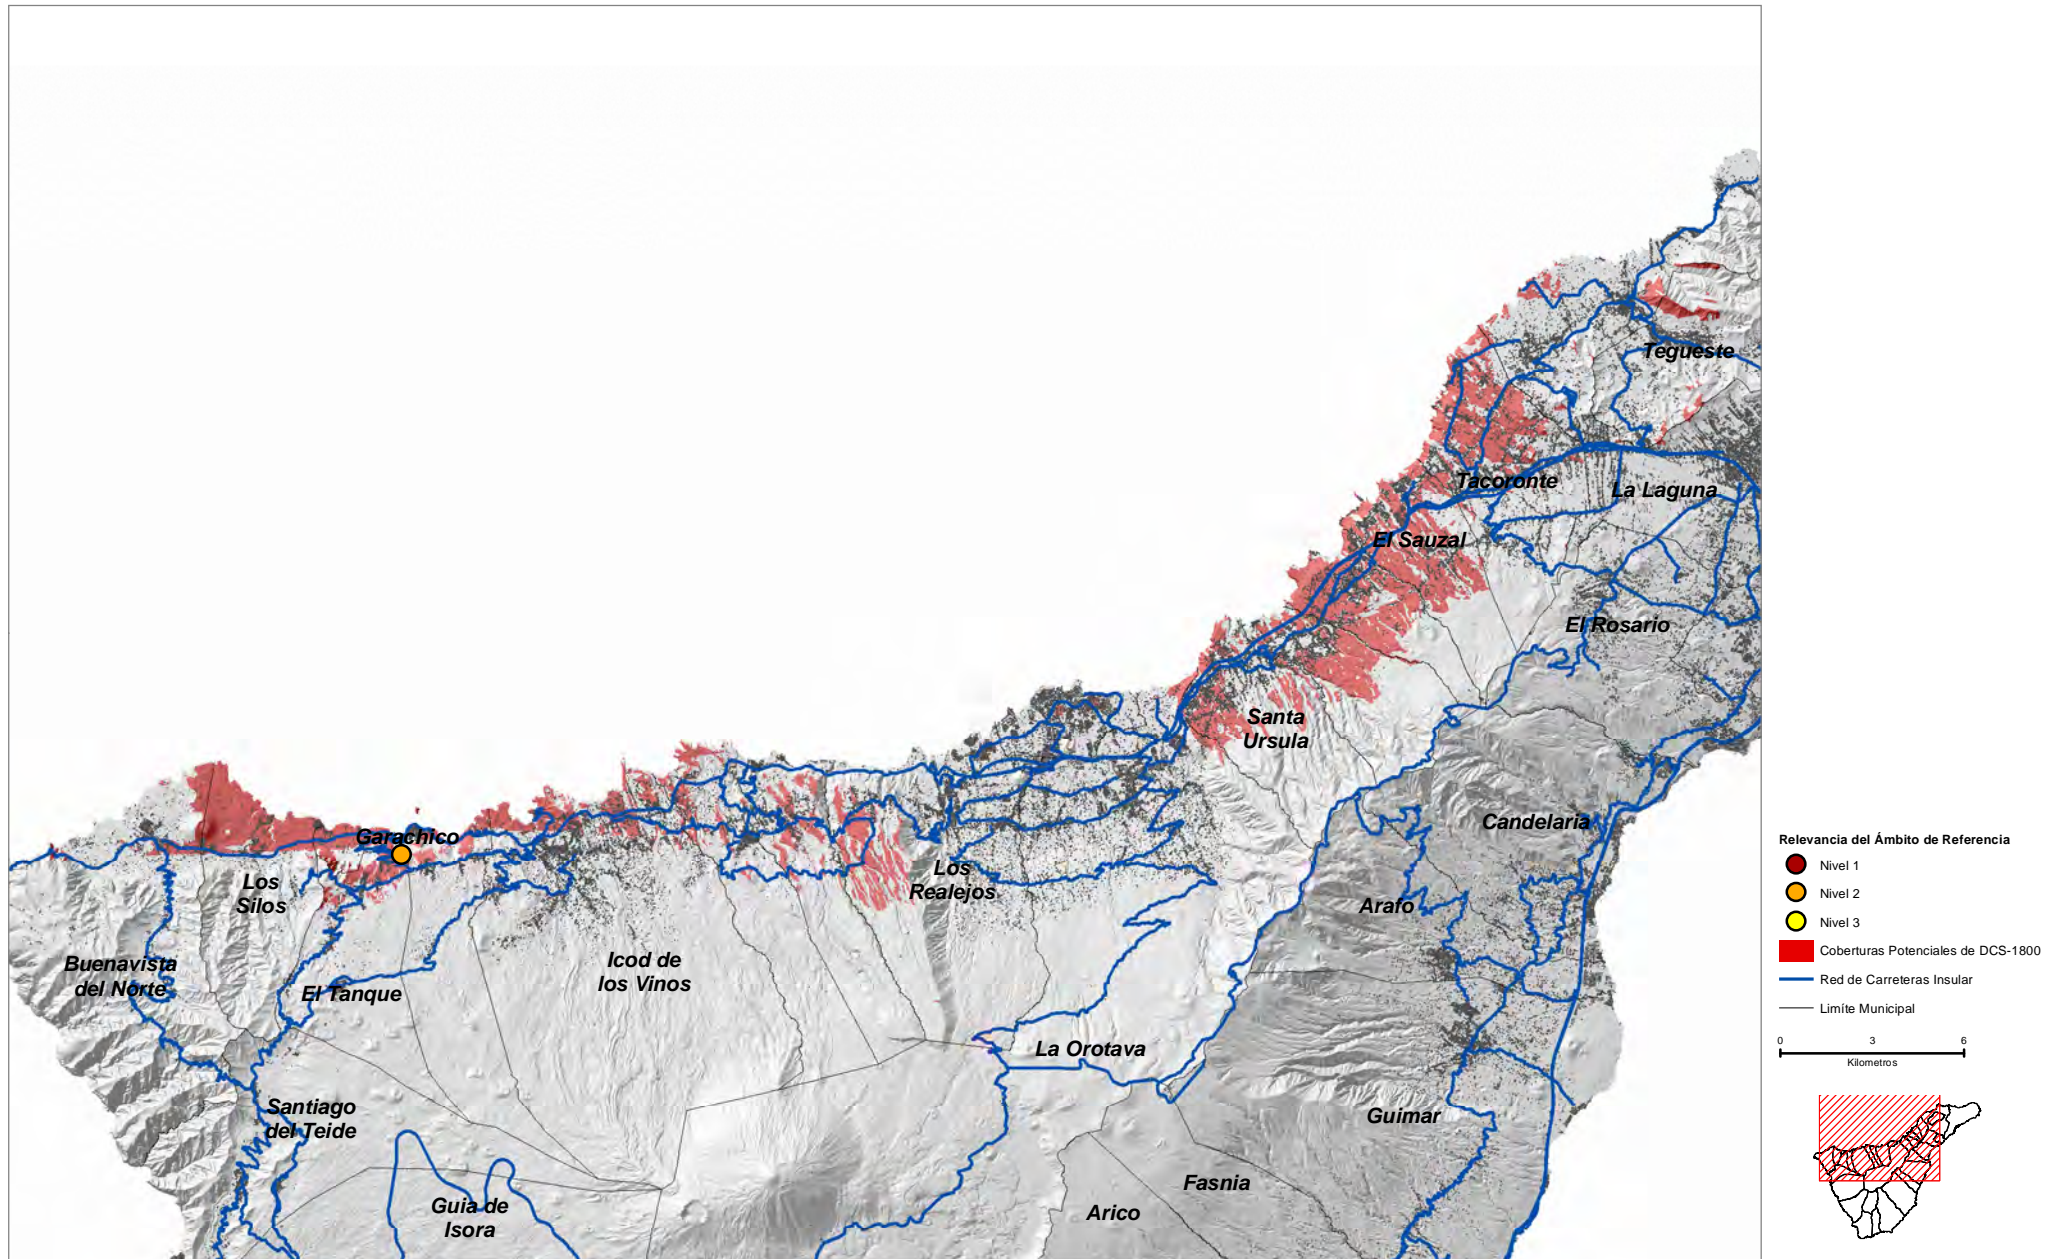 Tegueste
Tacoronte
La Laguna
El Sauzal
El Rosario
Santa
Ursula
Candelaria
Garachico
Los
Silos
Los
Realejos
Arafo
Buenavista
del Norte
El Tanque
Icod de
los Vinos
La Orotava
Santiago
del Teide
Guimar
Guia de
Isora
Fasnia
Arico
Relevancia del Ámbito de Referencia
Nivel 1
Nivel 2
Nivel 3
Coberturas Potenciales de DCS-1800
Red de Carreteras Insular
Limíte Municipal
0 3 6
Kilometros